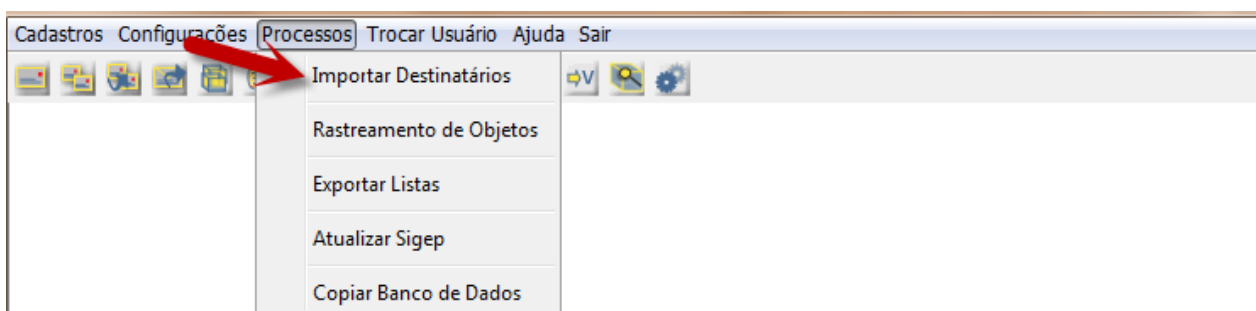 Cadastros Configurações Processos Trocar Usuário Ajuda Sair
Importar Destinatários
V
Rastreamento de Objetos
Exportar Listas
Atualizar Sigep
Copiar Banco de Dados